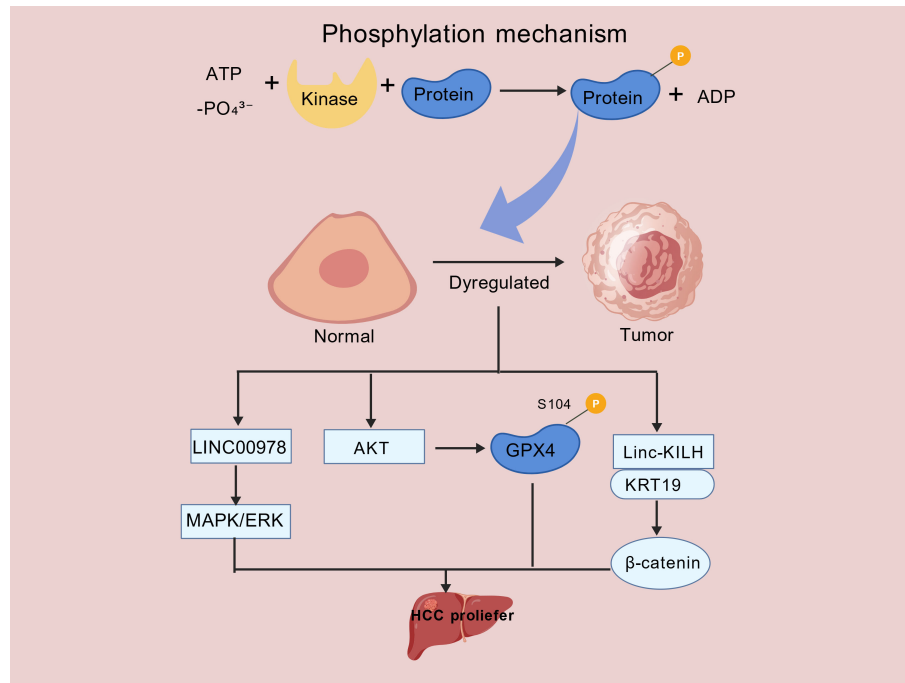 Phosphylation mechanism
ATP
-PO₄³⁻
+
Kinase
+
Protein
Protein
P
+
ADP
Dyregulated
Normal
Tumor
S104
P
LINC00978
AKT
GPX4
Linc-KILH
KRT19
MAPK/ERK
β-catenin
HCC proliefer